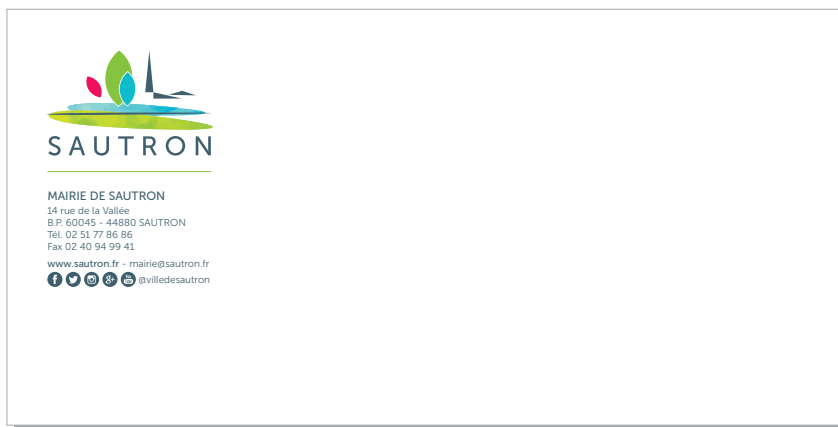 SAUTRON
MAIRIE DE SAUTRON
14 rue de la Vallée
B.P. 60045 - 44880 SAUTRON
Tél. 02 51 77 86 86
Fax 02 40 94 99 41
www.sautron.fr - mairie@sautron.fr
@villedesautron